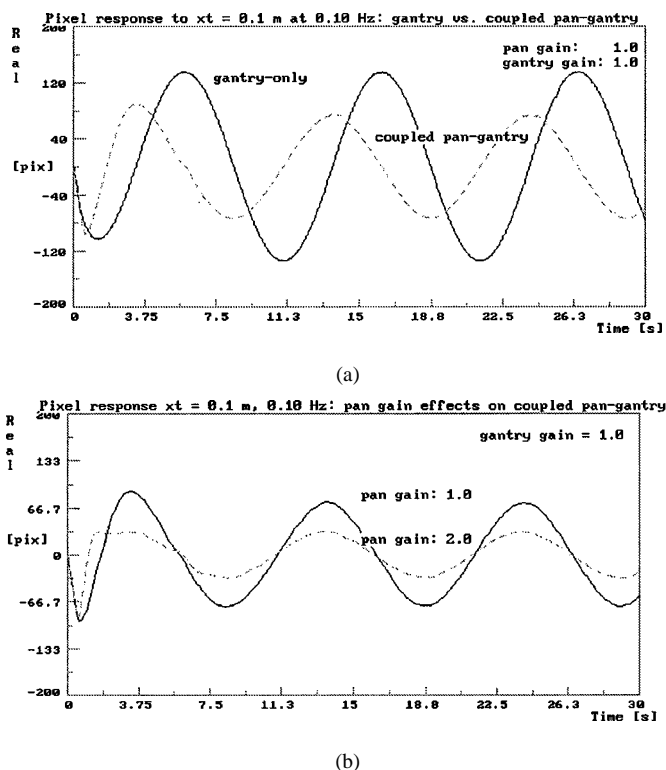 Pixel response to xt = 0.1 m at 0.10 Hz: gantry vs. coupled pan-gantry
Real
[pix]
200
120
40
-40
-120
-200
pan gain: 1.0
gantry gain: 1.0
gantry-only
coupled pan-gantry
0 3.75 7.5 11.3 15 18.8 22.5 26.3 30
Time [s]
(a)
Pixel response xt = 0.1 m, 0.10 Hz: pan gain effects on coupled pan-gantry
Real
[pix]
200
133
66.7
0
-66.7
-133
-200
gantry gain = 1.0
pan gain: 1.0
pan gain: 2.0
0 3.75 7.5 11.3 15 18.8 22.5 26.3 30
Time [s]
(b)